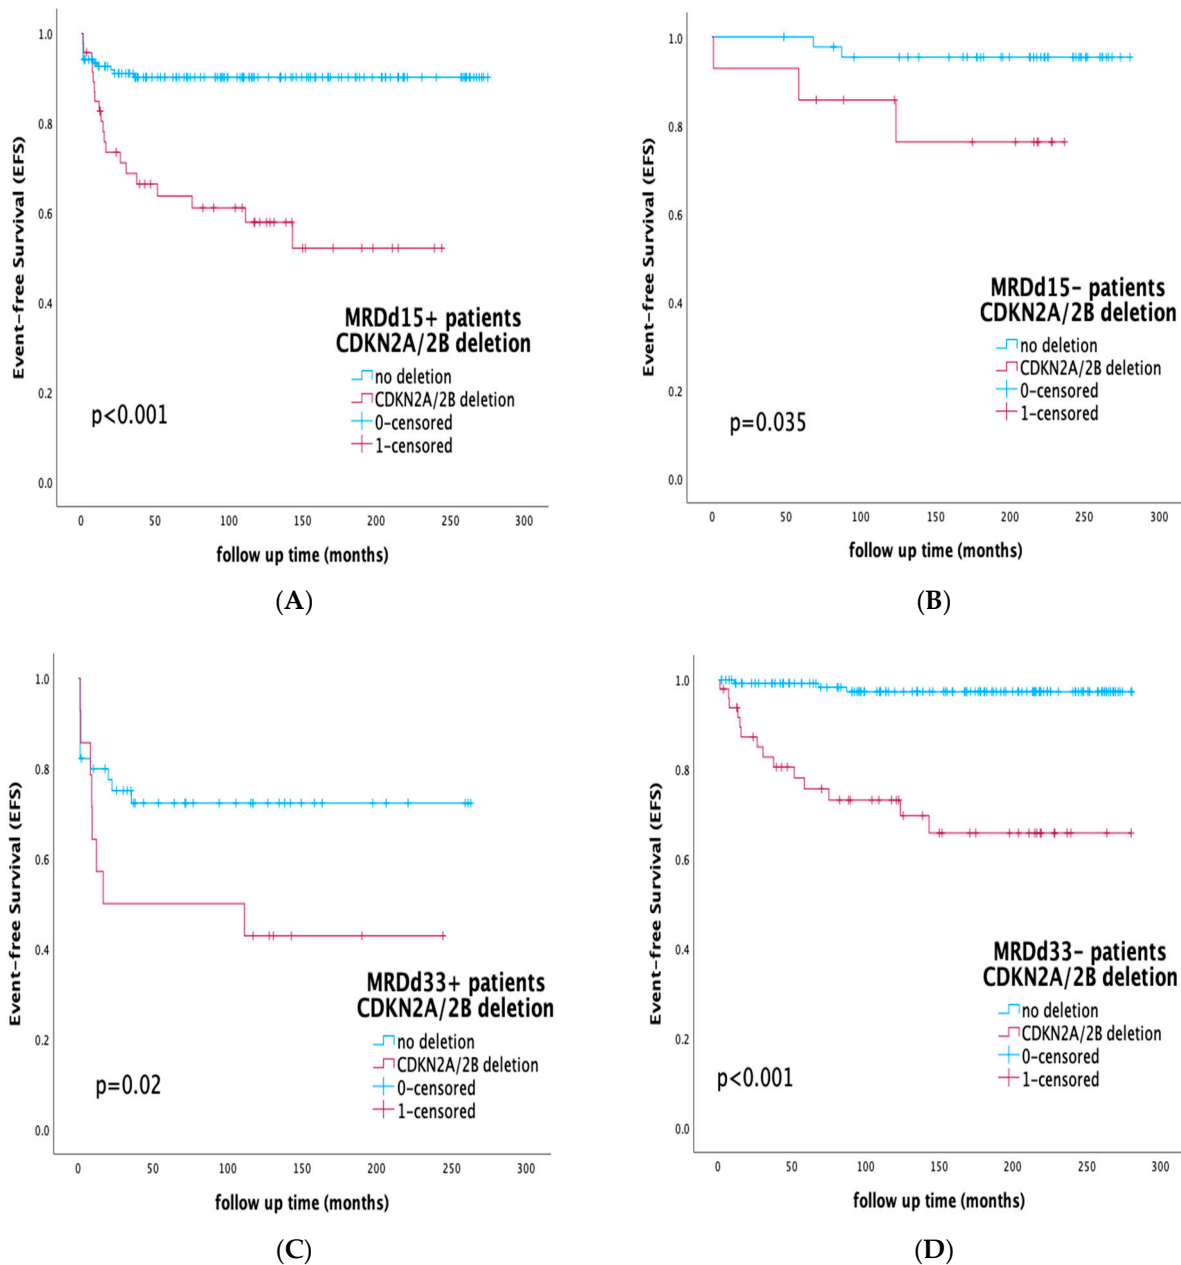 1.0
0.8
0.6
0.4
0.2
0.0
Event-free Survival (EFS)
MRDd15+ patients
CDKN2A/2B deletion
no deletion
CDKN2A/2B deletion
0-censored
1-censored
p<0.001
0 50 100 150 200 250 300
follow up time (months)
(A)
1.0
0.8
0.6
0.4
0.2
0.0
Event-free Survival (EFS)
MRDd15- patients
CDKN2A/2B deletion
no deletion
CDKN2A/2B deletion
0-censored
1-censored
p=0.035
0 50 100 150 200 250 300
follow up time (months)
(B)
1.0
0.8
0.6
0.4
0.2
0.0
Event-free Survival (EFS)
MRDd33+ patients
CDKN2A/2B deletion
no deletion
CDKN2A/2B deletion
0-censored
1-censored
p=0.02
0 50 100 150 200 250 300
follow up time (months)
(C)
1.0
0.8
0.6
0.4
0.2
0.0
Event-free Survival (EFS)
MRDd33- patients
CDKN2A/2B deletion
no deletion
CDKN2A/2B deletion
0-censored
1-censored
p<0.001
0 50 100 150 200 250 300
follow up time (months)
(D)